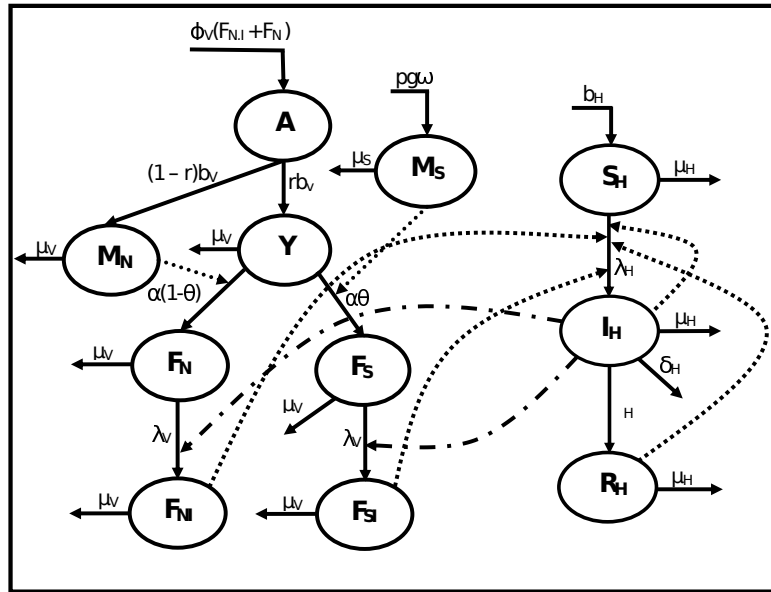 ϕV(FN.I +FN)
pgω
bH
A
(1 – r)bV
rbV
μS
MS
SH
μH
μV
MN
μV
Y
λH
α(1-θ)
αθ
IH
μH
δH
μV
FN
FS
μV
λV
λV
H
μV
FNI
μV
FSI
RH
μH